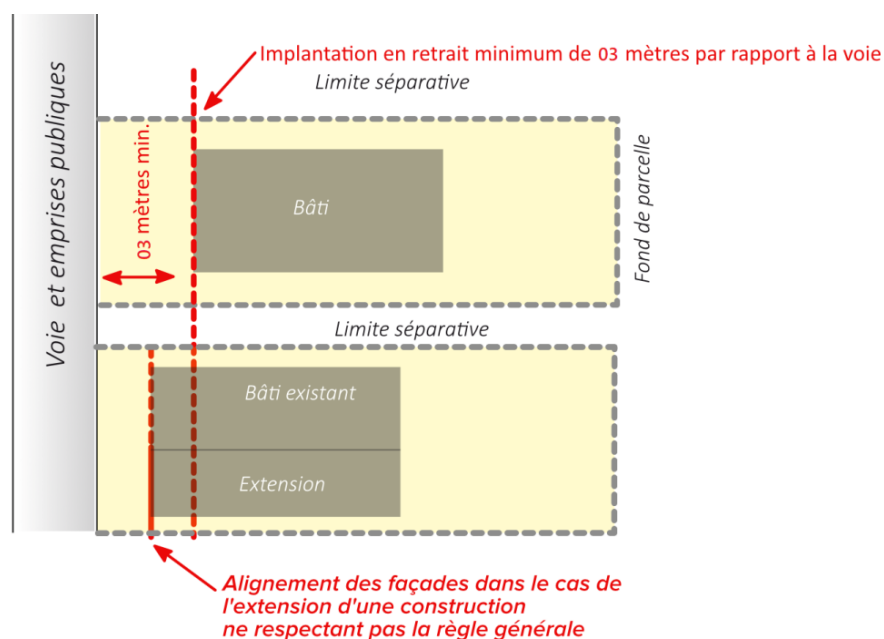 Implantation en retrait minimum de 03 mètres par rapport à la voie
Limite séparative
Voie et emprises publiques
03 mètres min.
Bâti
Fond de parcelle
Limite séparative
Bâti existant
Extension
Alignement des façades dans le cas de
l'extension d'une construction
ne respectant pas la règle générale